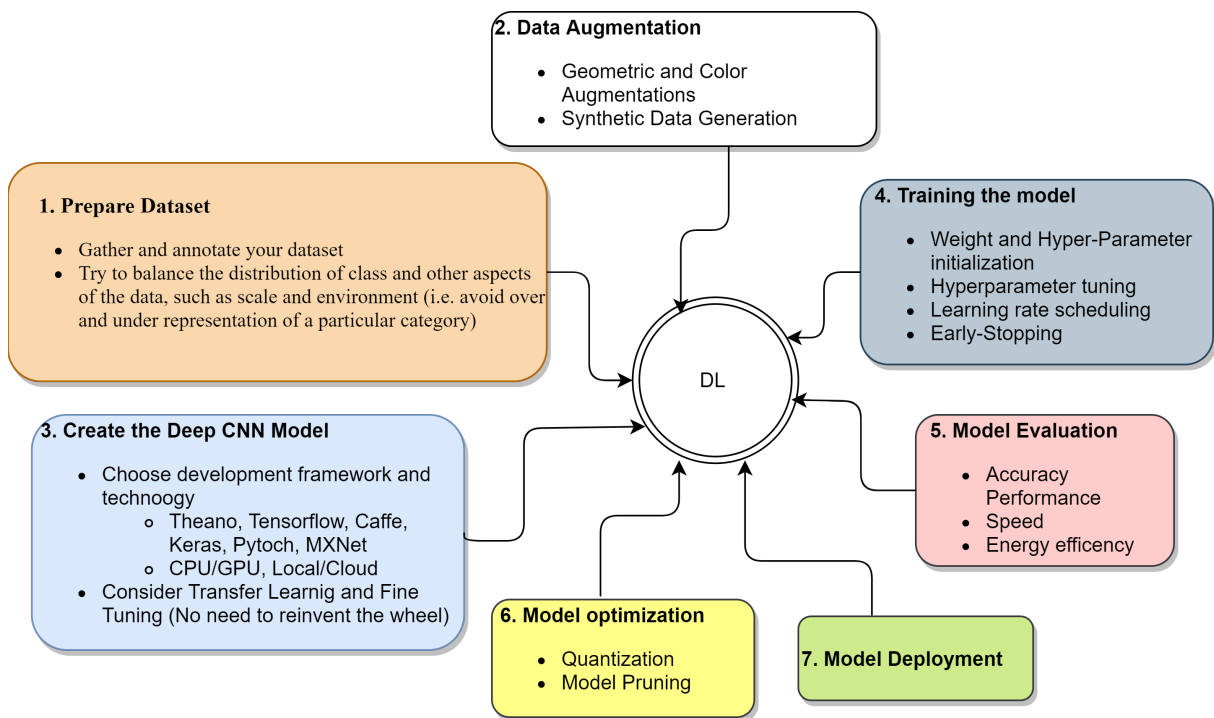 2. Data Augmentation
Geometric and Color
Augmentations
Synthetic Data Generation
1. Prepare Dataset
Gather and annotate your dataset
Try to balance the distribution of class and other aspects
of the data, such as scale and environment (i.e. avoid over
and under representation of a particular category)
4. Training the model
Weight and Hyper-Parameter
initialization
Hyperparameter tuning
Learning rate scheduling
Early-Stopping
DL
3. Create the Deep CNN Model
Choose development framework and
technoogy
Theano, Tensorflow, Caffe,
Keras, Pytoch, MXNet
CPU/GPU, Local/Cloud
Consider Transfer Learnig and Fine
Tuning (No need to reinvent the wheel)
5. Model Evaluation
Accuracy
Performance
Speed
Energy efficency
6. Model optimization
Quantization
Model Pruning
7. Model Deployment